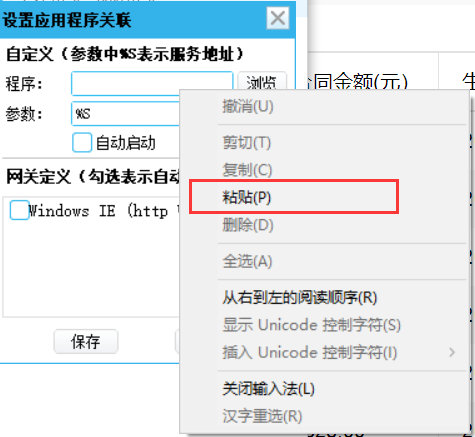 设置应用程序关联
自定义（参数中%S表示服务地址）
程序：
浏览
合同金额(元)
参数：
%S
自动启动
网关定义（勾选表示自动
Windows IE (http
保存
撤消(U)
剪切(T)
复制(C)
粘贴(P)
删除(D)
全选(A)
从右到左的阅读顺序(R)
显示 Unicode 控制字符(S)
插入 Unicode 控制字符(I)
关闭输入法(L)
汉字重选(R)